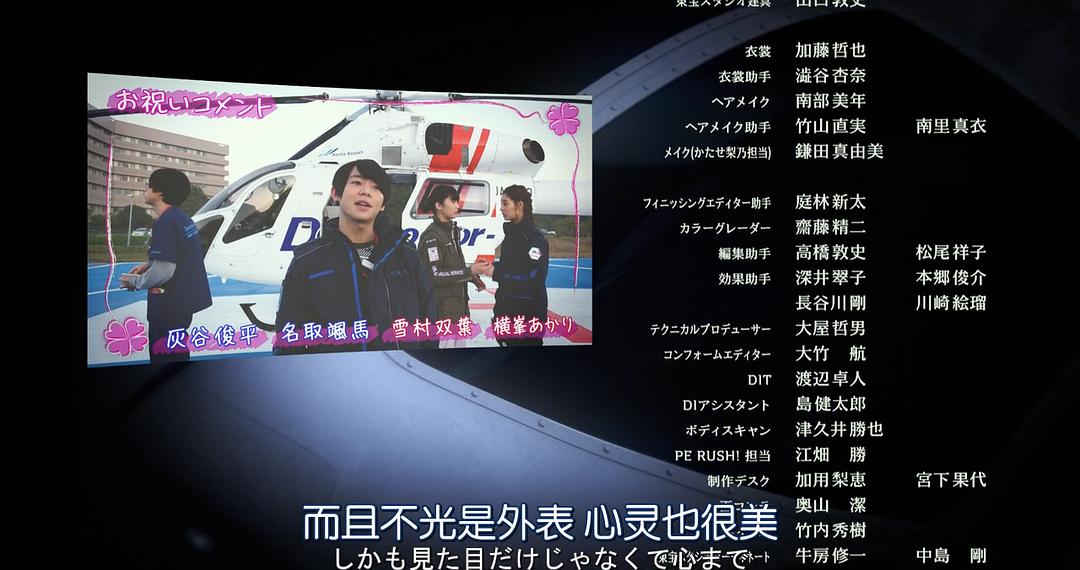 お祝いコメント
Narita Airport
灰谷俊平 名取颯馬 雪村双葉 横峯あかり
山口敦史
衣裳 加藤哲也
衣裳助手 澁谷杏奈
ヘアメイク 南部美年
ヘアメイク助手 竹山直実 南里真衣
メイク(かたせ梨乃担当) 鎌田真由美
フィニッシングエディター助手 庭林新太
カラーグレーダー 齋藤精二
編集助手 高橋敦史 松尾祥子
効果助手 深井翠子 本郷俊介
長谷川剛 川崎絵瑠
テクニカルプロデューサー 大屋哲男
コンフォームエディター 大竹 航
DIT 渡辺卓人
DIアシスタント 島健太郎
ボディスキャン 津久井勝也
PE RUSH! 担当 江畑 勝
制作デスク 加用梨恵 宮下果代
奥山 潔
竹内秀樹
牛房修一 中島 剛
而且不光是外表 心灵也很美
しかも見た目だけじゃなくて心まで